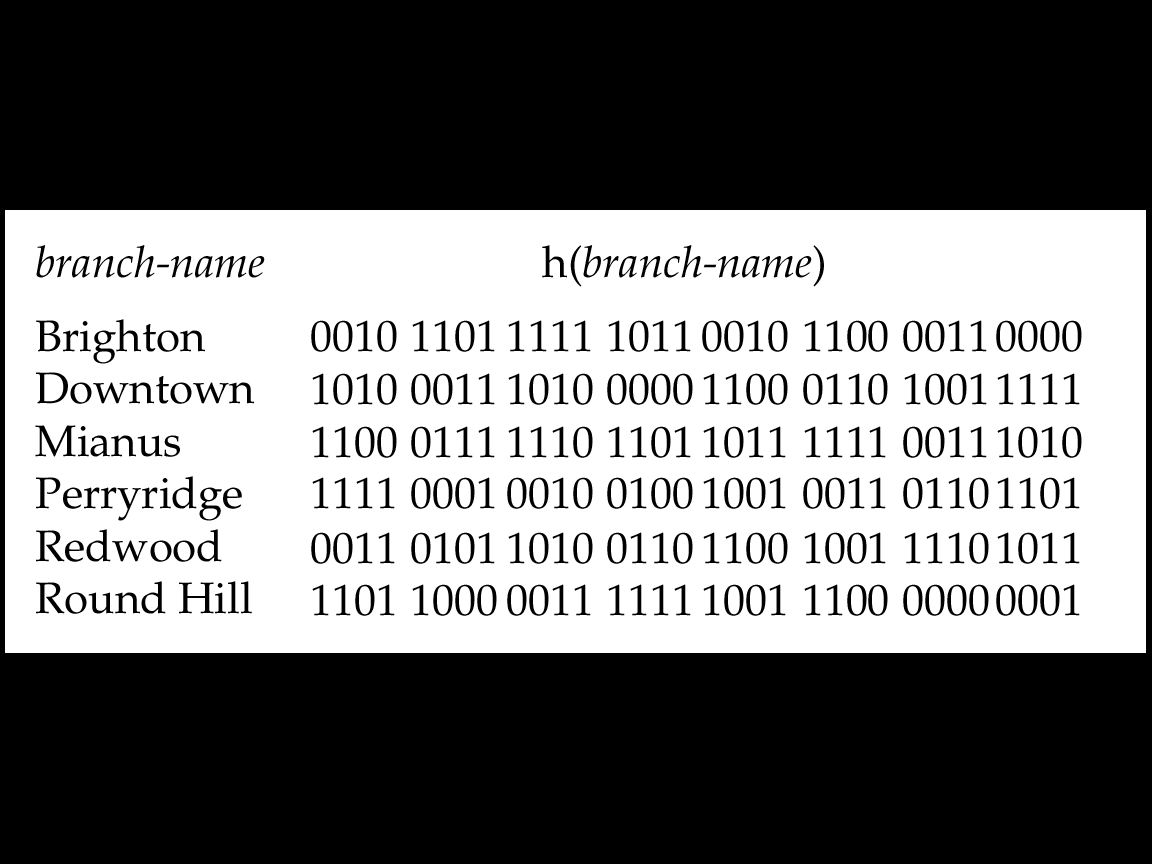 branch-name h(branch-name)
Brighton 0010 1101 1111 1011 0010 1100 0011 0000
Downtown 1010 0011 1010 0000 1100 0110 1001 1111
Mianus 1100 0111 1110 1101 1011 1111 0011 1010
Perryridge 1111 0001 0010 0100 1001 0011 0110 1101
Redwood 0011 0101 1010 0110 1100 1001 1110 1011
Round Hill 1101 1000 0011 1111 1001 1100 0000 0001